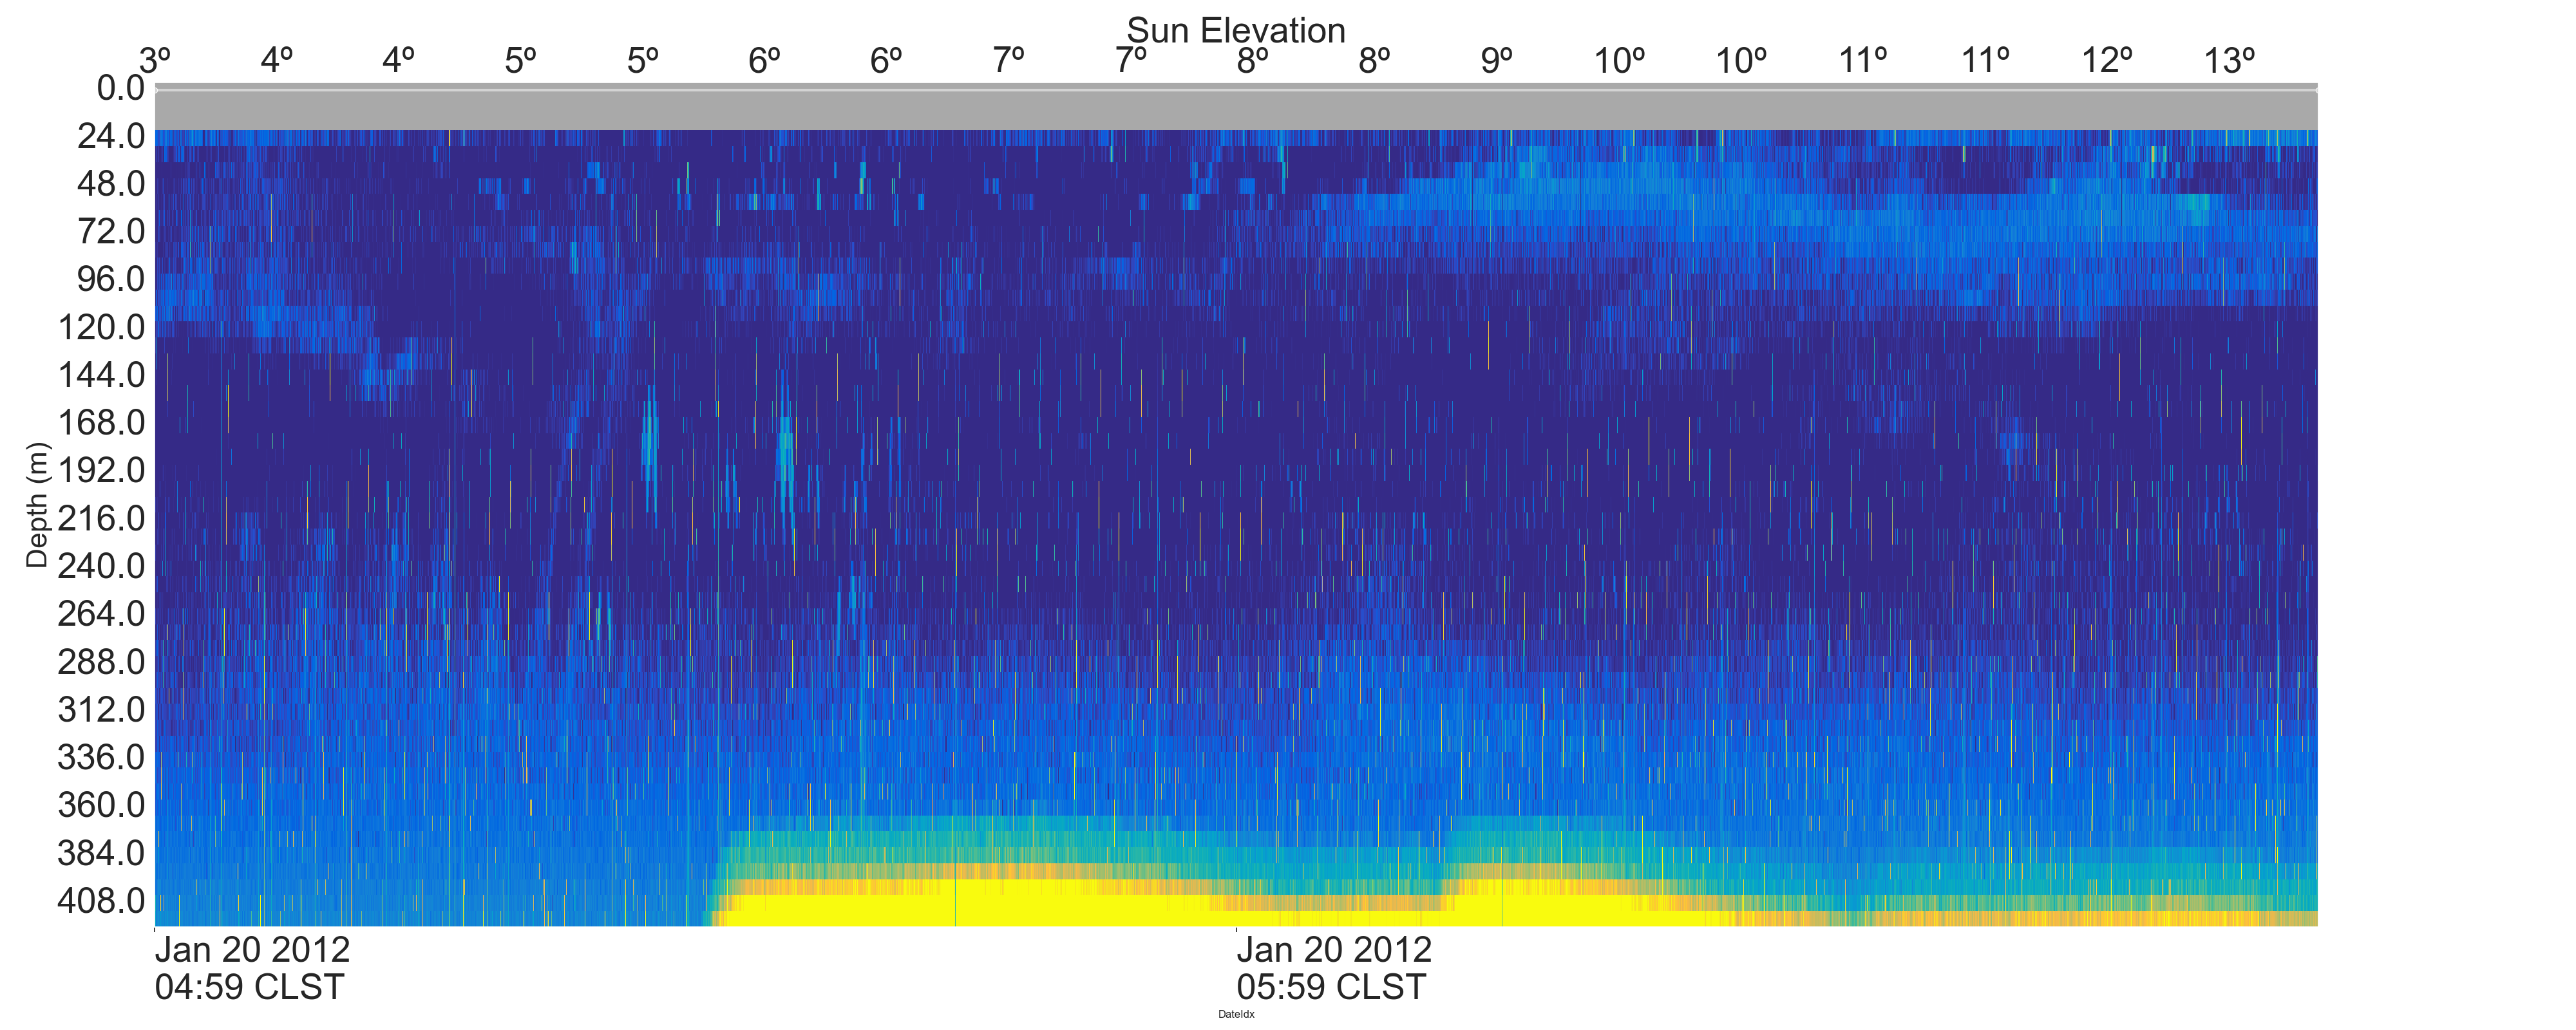 Sun Elevation
3º 4º 4º 5º 5º 6º 6º 7º 7º 8º 8º 9º 10º 10º 11º 11º 12º 13º
0.0
24.0
48.0
72.0
96.0
120.0
144.0
168.0
192.0
216.0
240.0
264.0
288.0
312.0
336.0
360.0
384.0
408.0
Depth (m)
Jan 20 2012
04:59 CLST
Jan 20 2012
05:59 CLST
DateIdx